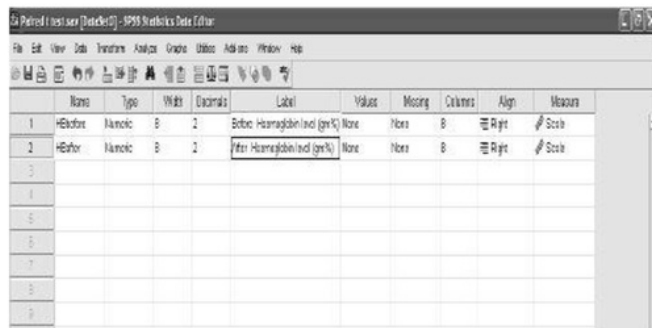 Paired t test.sav [DataSet0] - SPSS Statistics Data Editor
File Edit View Data Transform Analyze Graphs Utilities Add-ons Window Help
Name Type Width Decimals Label Values Missing Columns Align Measure
1 HBbefore Numeric 8 2 Before Haemaglobin level (gm%) None None 8 Right Scale
2 HBafter Numeric 8 2 After Haemaglobin level (gm%) None None 8 Right Scale
3
4
5
6
7
8
9